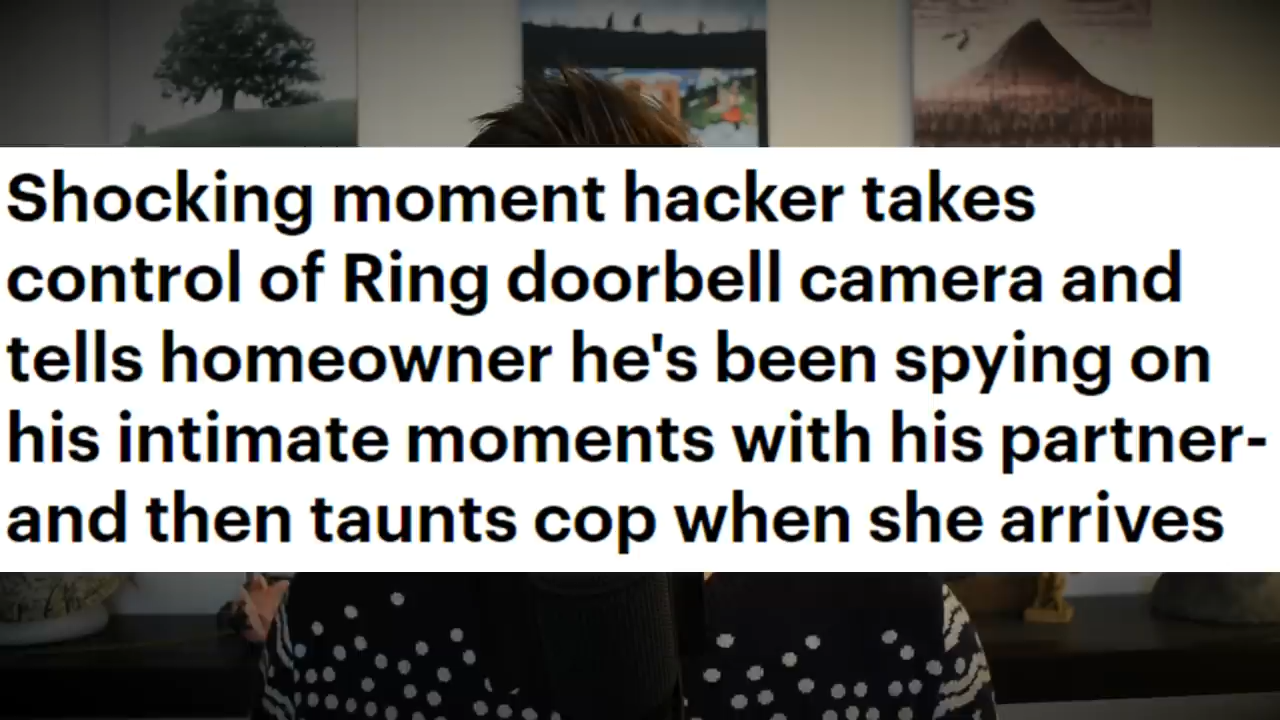 Shocking moment hacker takes
control of Ring doorbell camera and
tells homeowner he's been spying on
his intimate moments with his partner-
and then taunts cop when she arrives